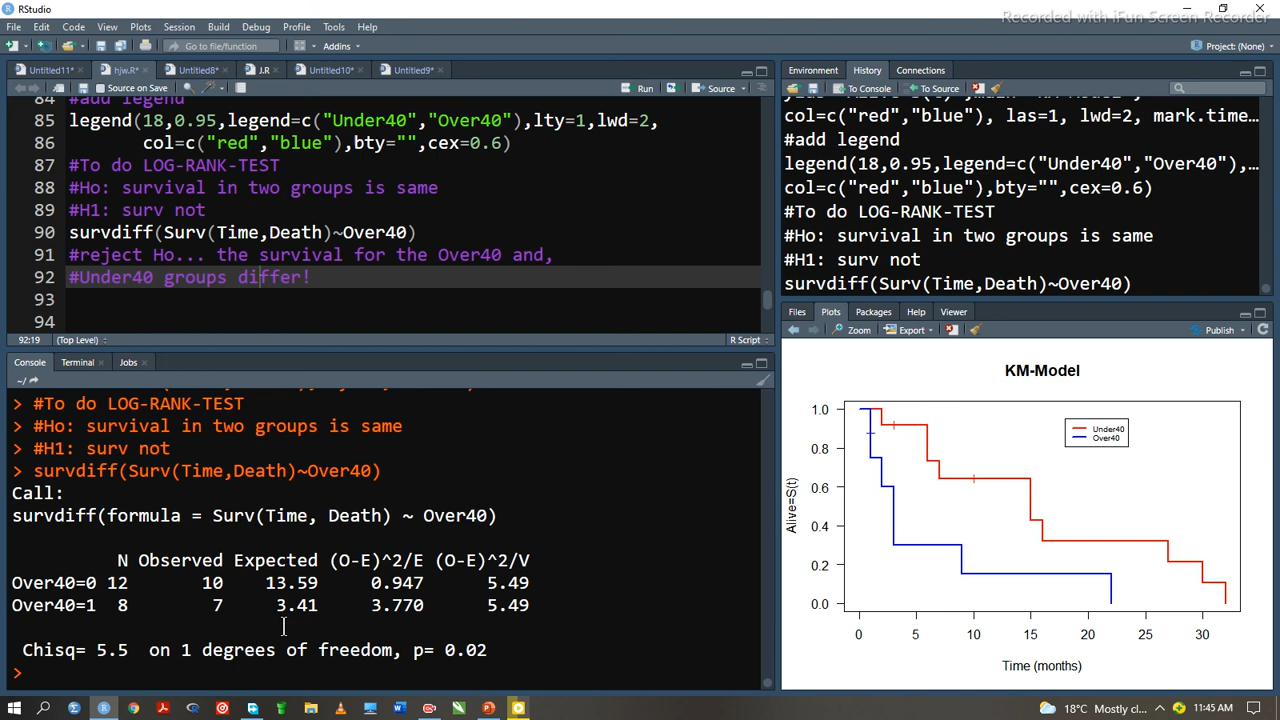 RStudio
Recorded with iFun Screen Recorder
File Edit Code View Plots Session Build Debug Profile Tools Help
Go to file/function Addins
Project: (None)
Untitled11* hjw.R* Untitled8* J.R Untitled10* Untitled9*
Source on Save Run Source
84 #add legend
85 legend(18,0.95,legend=c("Under40","Over40"),lty=1,lwd=2,
86 col=c("red","blue"),bty="",cex=0.6)
87 #To do LOG-RANK-TEST
88 #Ho: survival in two groups is same
89 #H1: surv not
90 survdiff(Surv(Time,Death)~Over40)
91 #reject Ho... the survival for the Over40 and,
92 #Under40 groups differ!
93
94
92:19 (Top Level) R Script
Console Terminal Jobs
~/
> #To do LOG-RANK-TEST
> #Ho: survival in two groups is same
> #H1: surv not
> survdiff(Surv(Time,Death)~Over40)
Call:
survdiff(formula = Surv(Time, Death) ~ Over40)
N Observed Expected (O-E)^2/E (O-E)^2/V
Over40=0 12 10 13.59 0.947 5.49
Over40=1 8 7 3.41 3.770 5.49
Chisq= 5.5 on 1 degrees of freedom, p= 0.02
>
Environment History Connections
To Console To Source
col=c("red","blue"), las=1, lwd=2, mark.time…
#add legend
legend(18,0.95,legend=c("Under40","Over40"),…
col=c("red","blue"),bty="",cex=0.6)
#To do LOG-RANK-TEST
#Ho: survival in two groups is same
#H1: surv not
survdiff(Surv(Time,Death)~Over40)
Files Plots Packages Help Viewer
Zoom Export Publish
KM-Model
Under40
Over40
Alive=S(t)
1.0
0.8
0.6
0.4
0.2
0.0
0 5 10 15 20 25 30
Time (months)
18°C Mostly cl... 11:45 AM